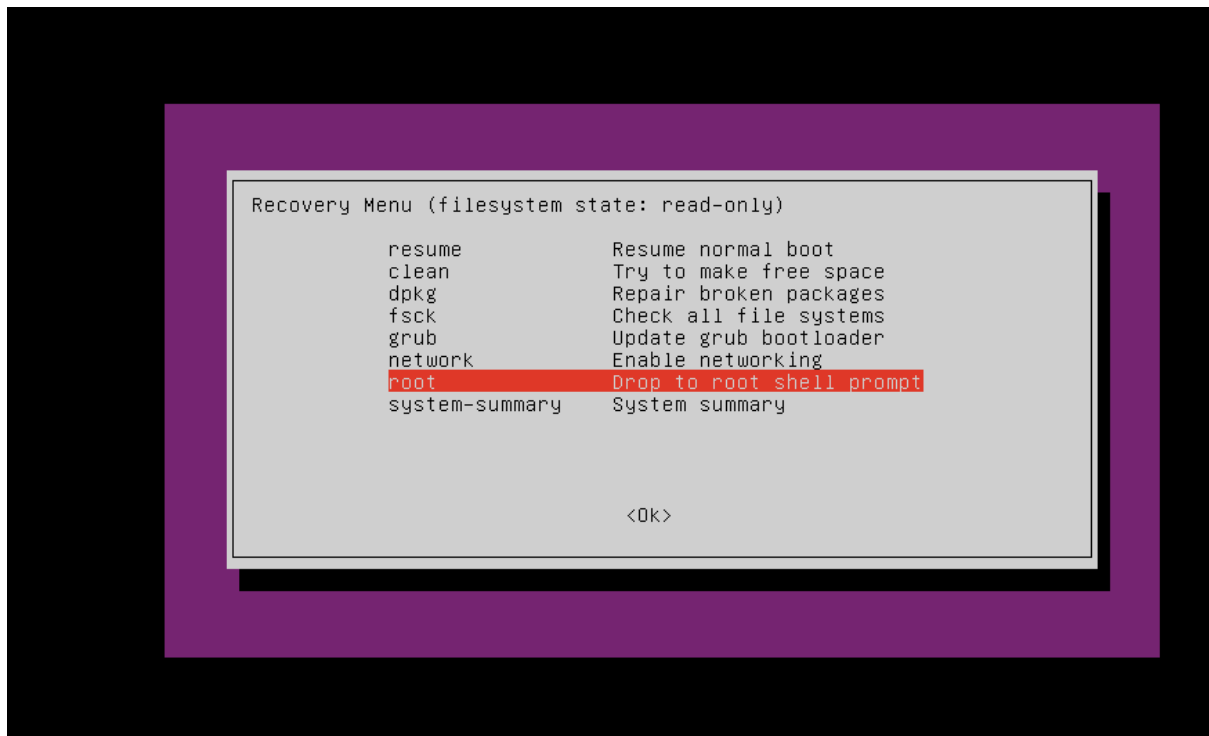 Recovery Menu (filesystem state: read-only)
resume Resume normal boot
clean Try to make free space
dpkg Repair broken packages
fsck Check all file systems
grub Update grub bootloader
network Enable networking
root Drop to root shell prompt
system-summary System summary
<Ok>